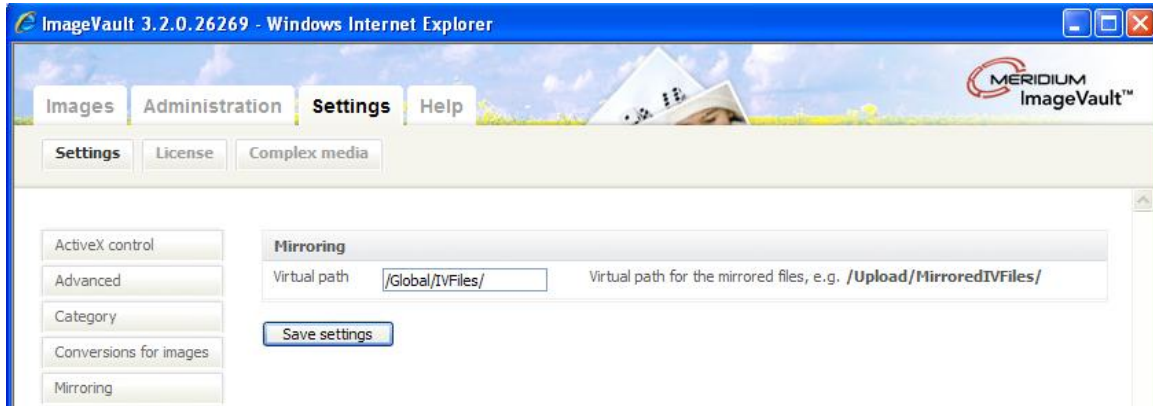 ImageVault 3.2.0.26269 - Windows Internet Explorer
MERIDIUM
ImageVault™
Images Administration Settings Help
Settings License Complex media
ActiveX control
Mirroring
Advanced
Virtual path /Global/IVFiles/ Virtual path for the mirrored files, e.g. /Upload/MirroredIVFiles/
Category
Save settings
Conversions for images
Mirroring